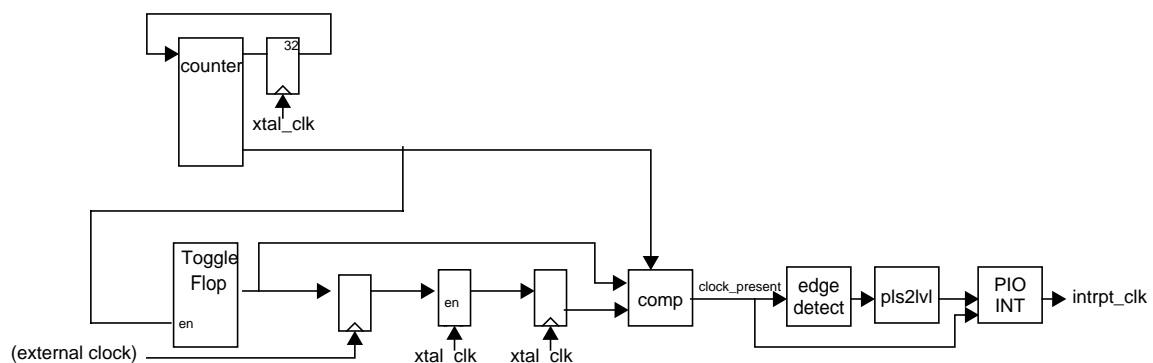 32
counter
xtal_clk
Toggle
Flop
en
(external clock)
en
xtal_clk
xtal_clk
comp
clock_present
edge
detect
pls2lvl
PIO
INT
intrpt_clk